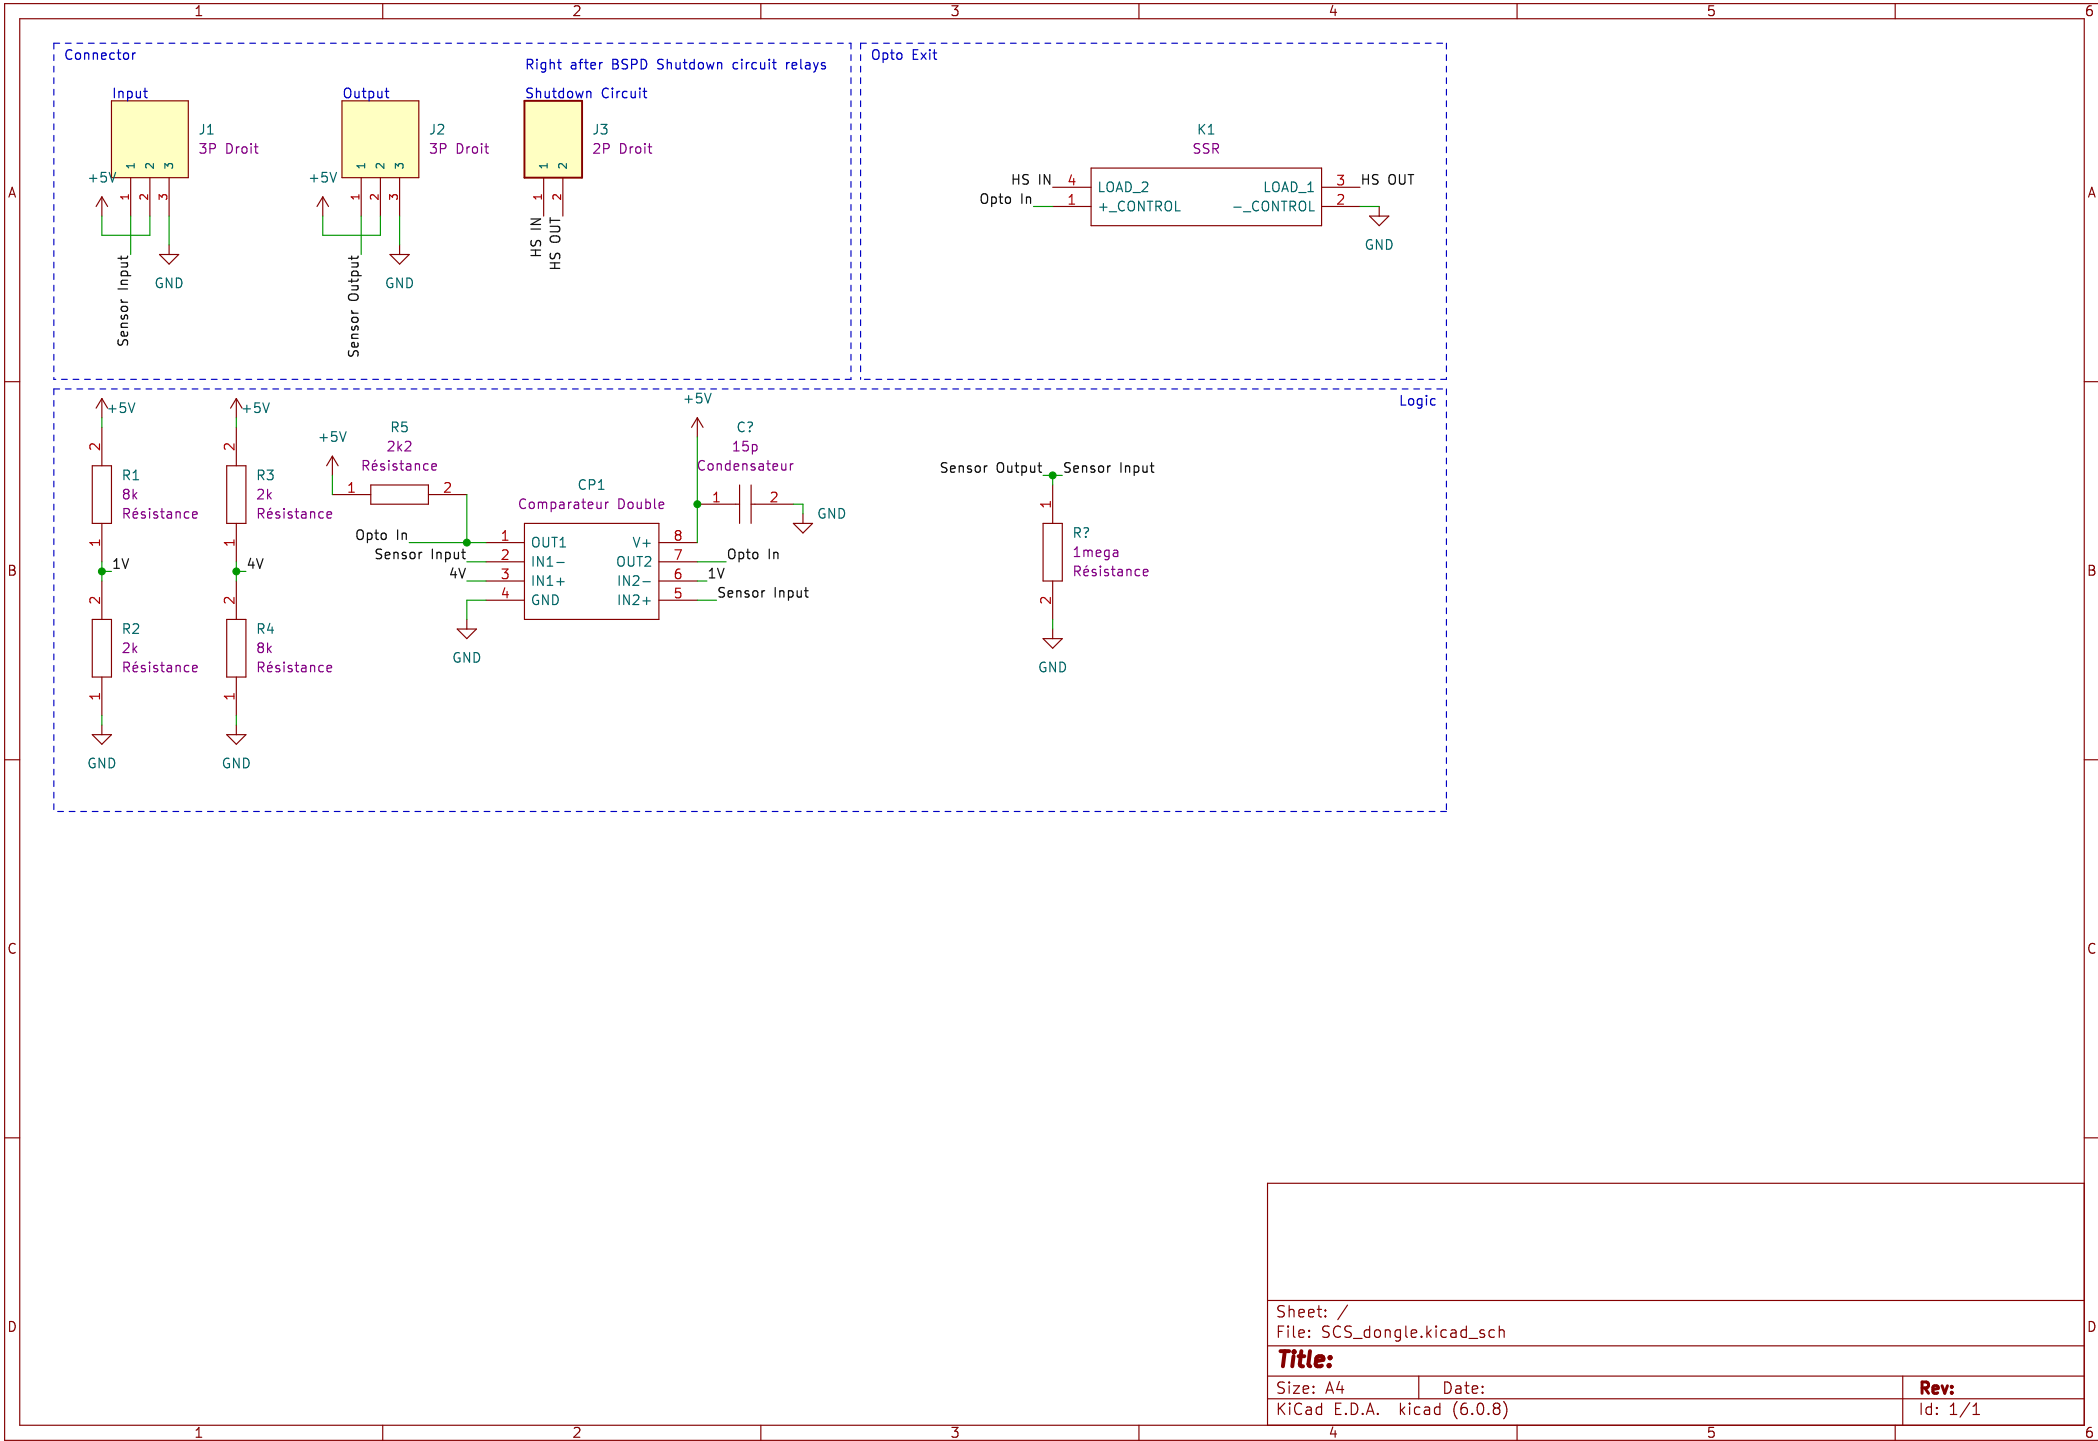 1 2 3 4 5 6
A
B
C
D
A
B
C
D
1 2 3 4 5 6
Connector
Right after BSPD Shutdown circuit relays
Input
J1
3P Droit
1 2 3
+5V
1 2 3
Sensor Input
GND
Output
J2
3P Droit
1 2 3
+5V
1 2 3
Sensor Output
GND
Shutdown Circuit
J3
2P Droit
1 2
1 2
HS IN
HS OUT
Opto Exit
K1
SSR
HS IN 4 LOAD_2 LOAD_1 3 HS OUT
Opto In 1 +_CONTROL -_CONTROL 2
GND
Logic
+5V
2
R1
8k
Résistance
1
1V
2
R2
2k
Résistance
1
GND
+5V
2
R3
2k
Résistance
1
4V
2
R4
8k
Résistance
1
GND
+5V
R5
2k2
Résistance
1 2
+5V
C?
15p
Condensateur
1 2
GND
CP1
Comparateur Double
Opto In 1 OUT1 V+ 8
Sensor Input 2 IN1- OUT2 7 Opto In
4V 3 IN1+ IN2- 6 1V
4 GND IN2+ 5 Sensor Input
GND
Sensor Output Sensor Input
1
R?
1mega
Résistance
2
GND
Sheet: /
File: SCS_dongle.kicad_sch
Title:
Size: A4 Date: Rev:
KiCad E.D.A. kicad (6.0.8) Id: 1/1